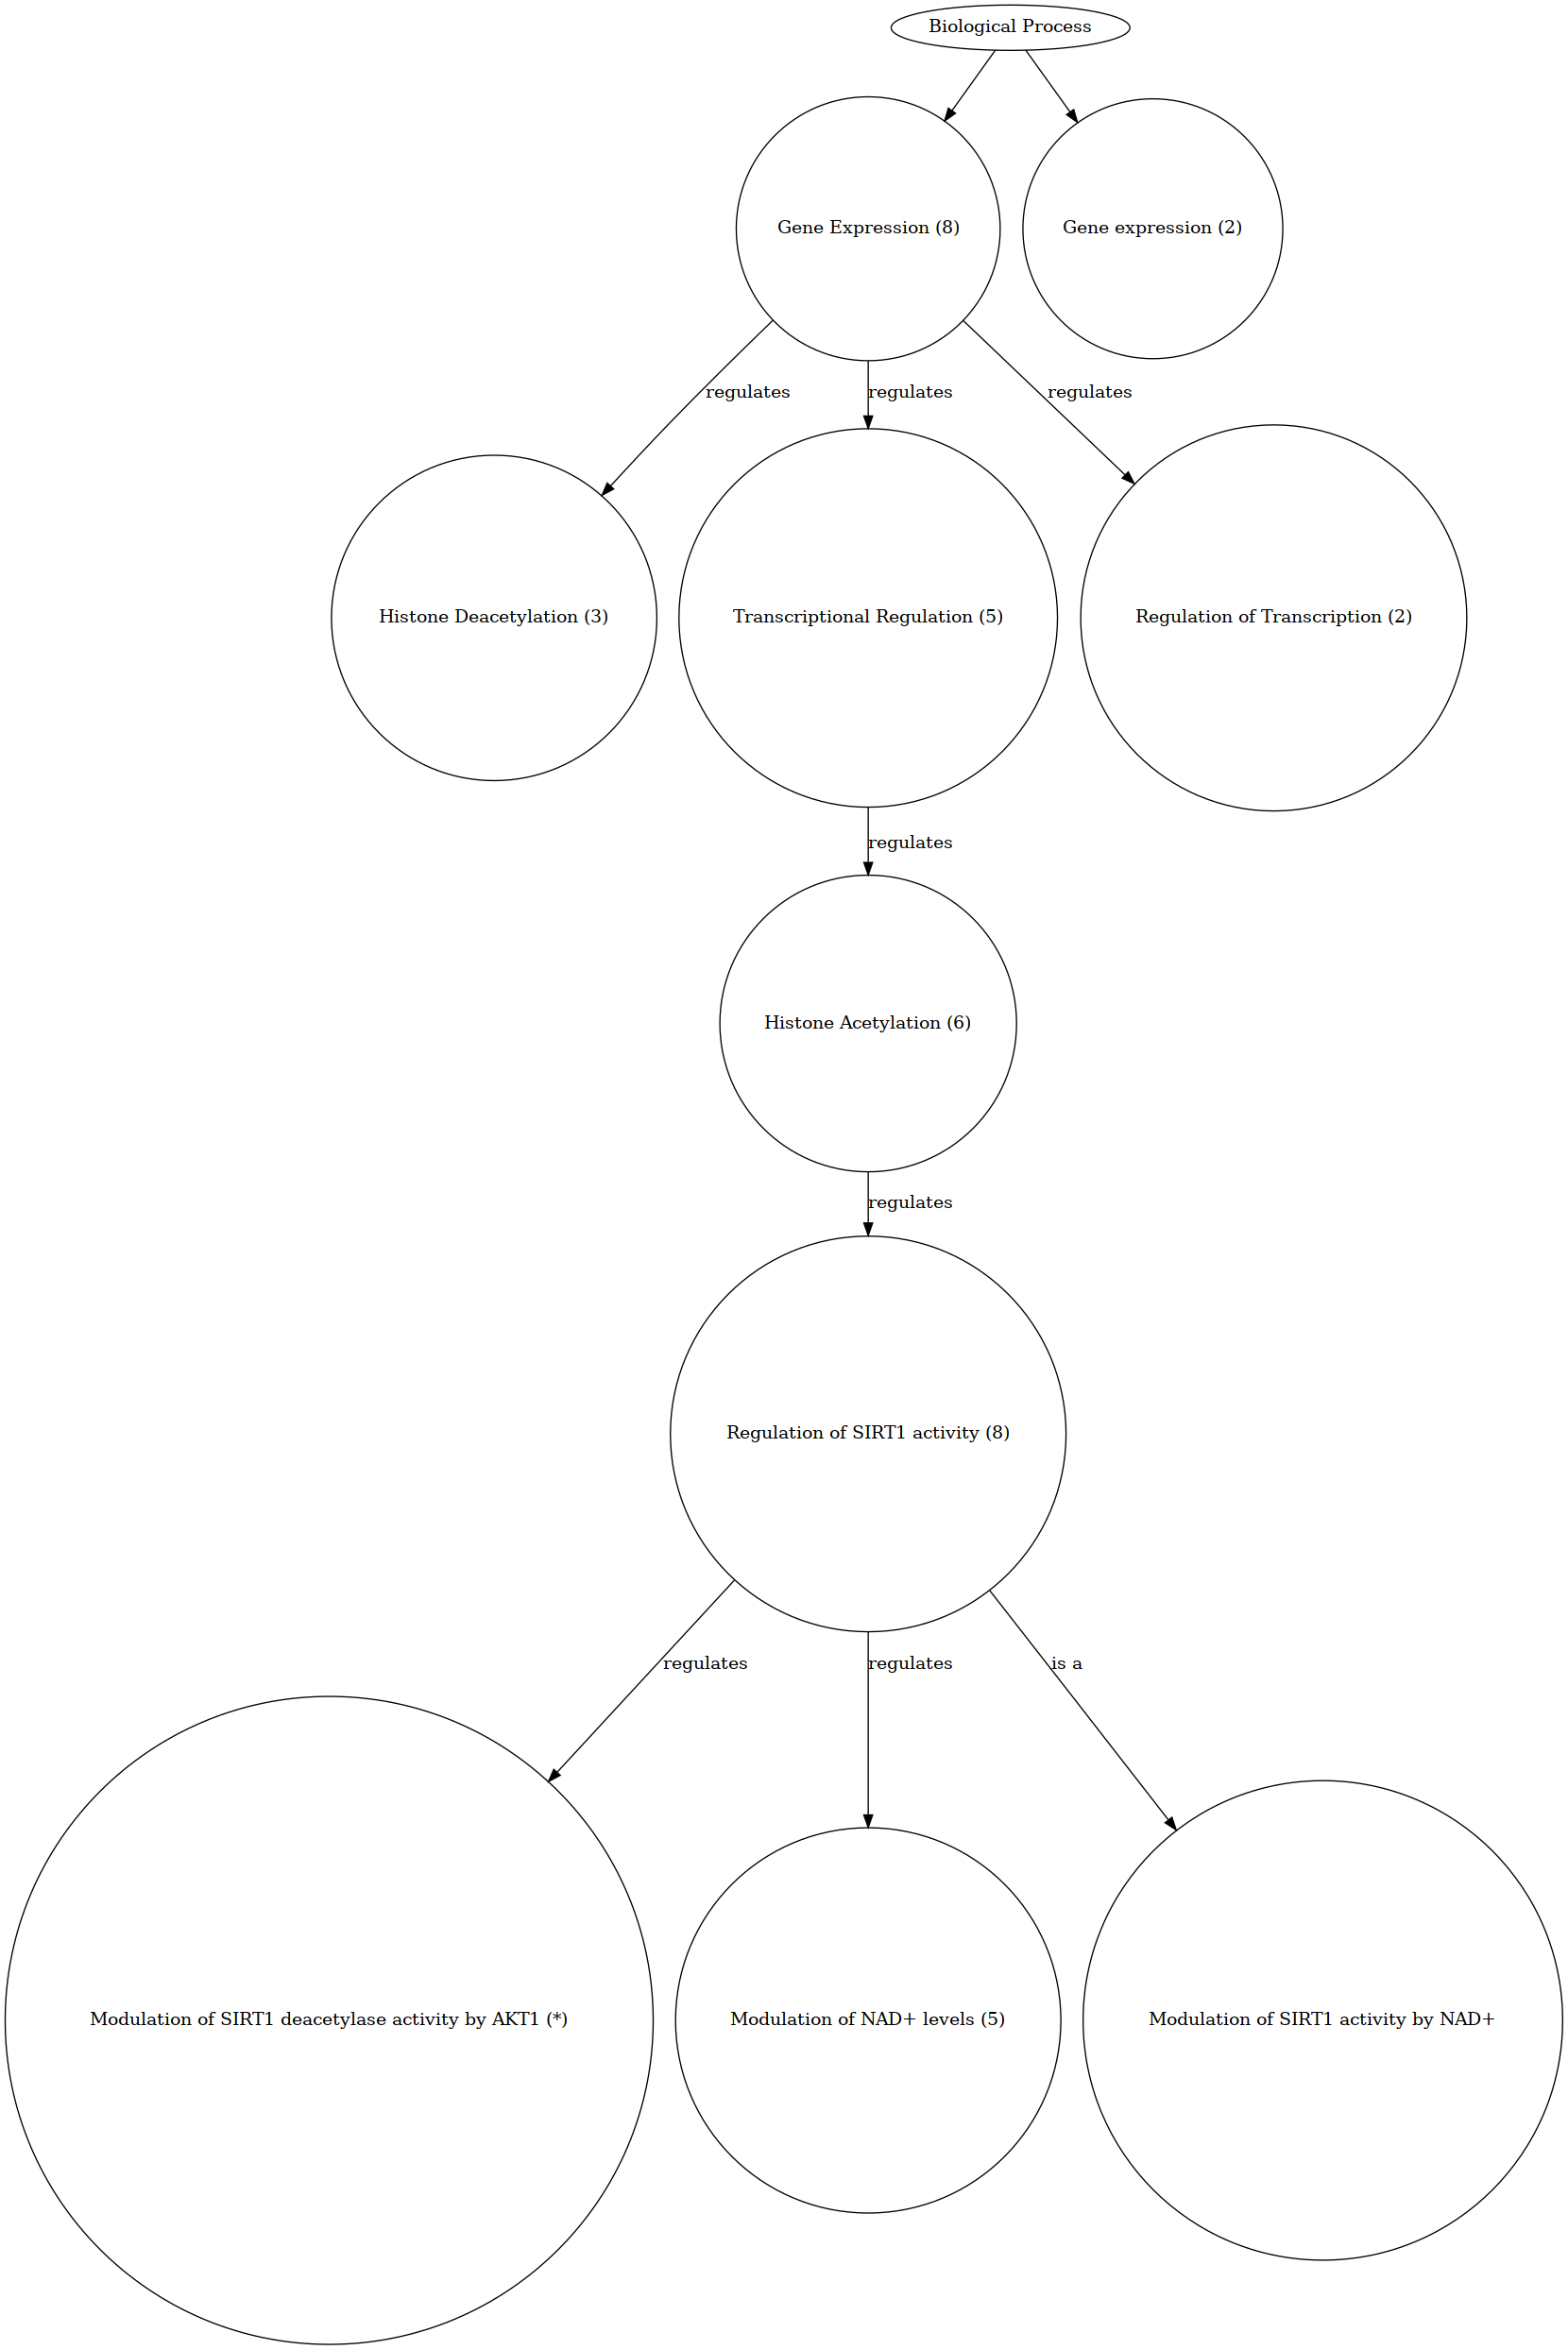 Biological Process
Gene Expression (8)
Gene expression (2)
regulates
regulates
regulates
Histone Deacetylation (3)
Transcriptional Regulation (5)
Regulation of Transcription (2)
regulates
Histone Acetylation (6)
regulates
Regulation of SIRT1 activity (8)
regulates
regulates
is a
Modulation of SIRT1 deacetylase activity by AKT1 (*)
Modulation of NAD+ levels (5)
Modulation of SIRT1 activity by NAD+